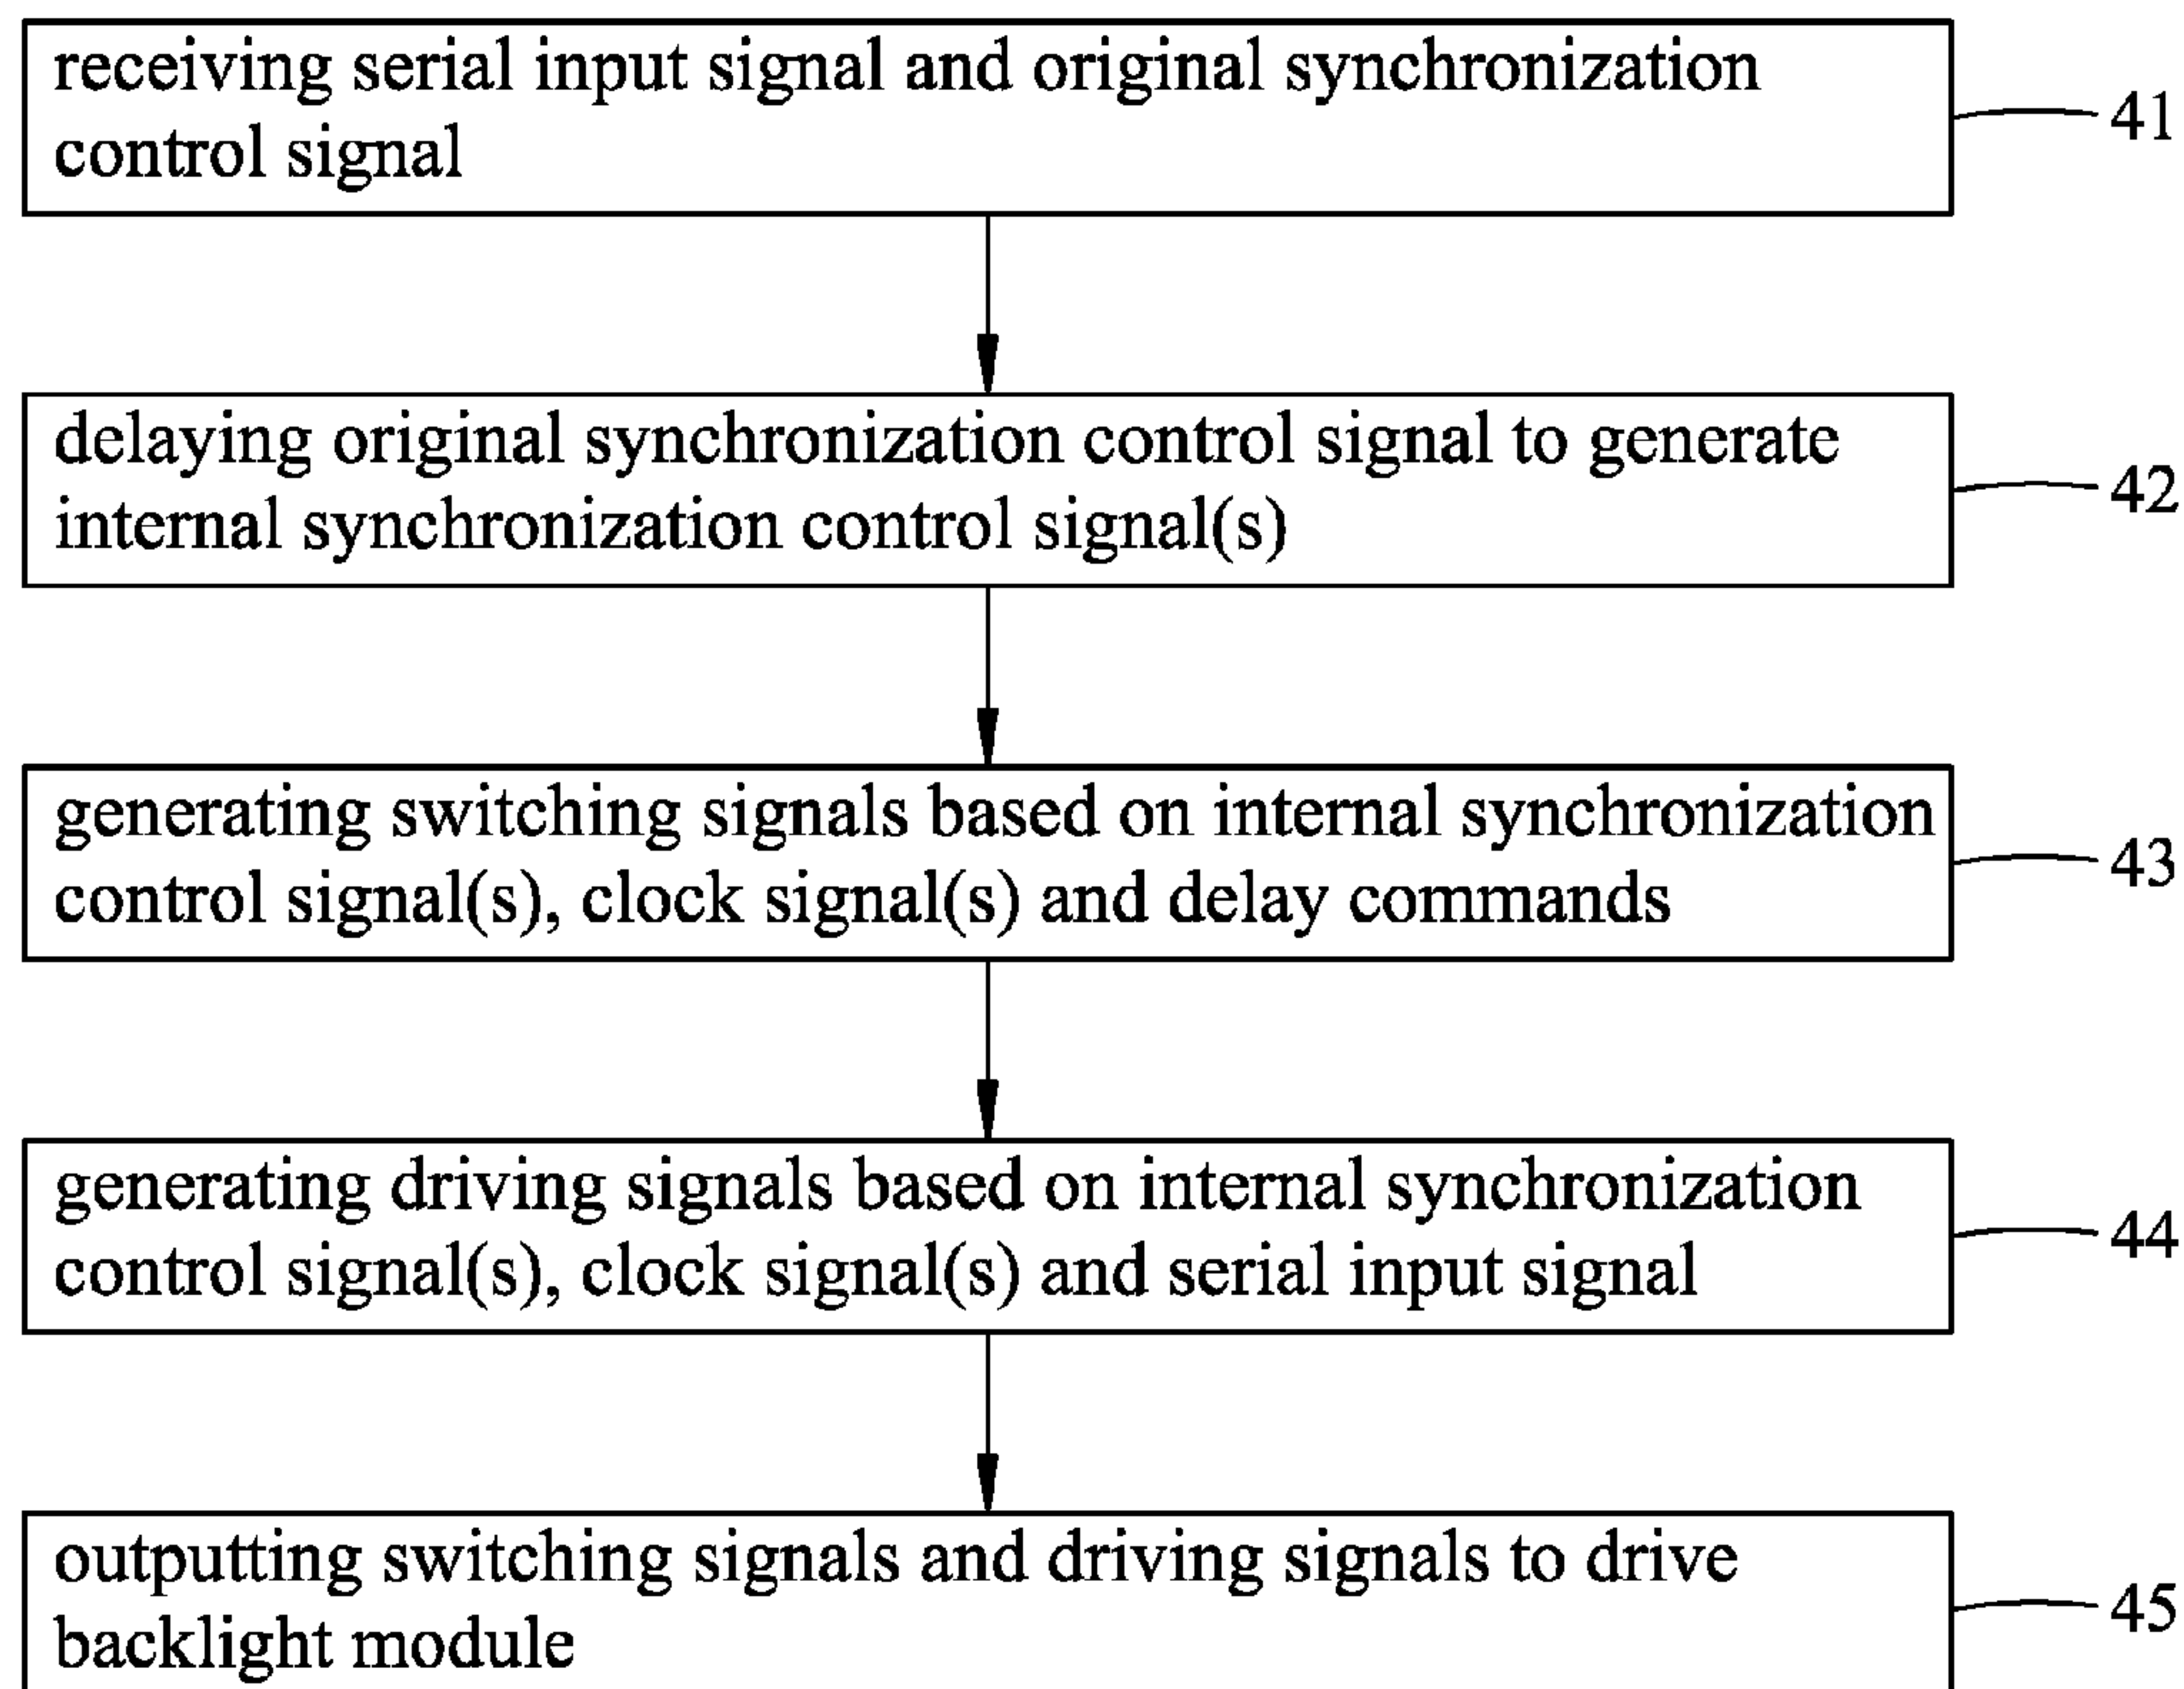 receiving serial input signal and original synchronization
control signal
41
delaying original synchronization control signal to generate
internal synchronization control signal(s)
42
generating switching signals based on internal synchronization
control signal(s), clock signal(s) and delay commands
43
generating driving signals based on internal synchronization
control signal(s), clock signal(s) and serial input signal
44
outputting switching signals and driving signals to drive
backlight module
45